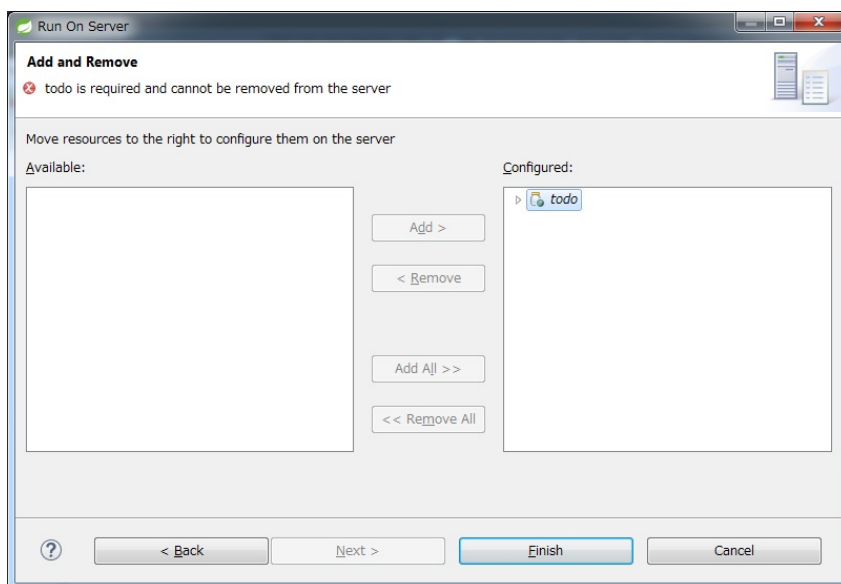 Run On Server
Add and Remove
todo is required and cannot be removed from the server
Move resources to the right to configure them on the server
Available:
Configured:
todo
Add >
< Remove
Add All >>
<< Remove All
< Back
Next >
Finish
Cancel